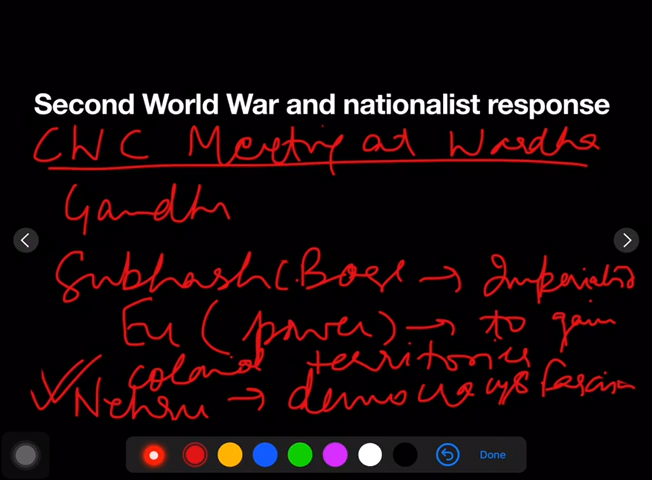 Second World War and nationalist response
CWC Meeting at Wardha
Gandhi
Subhash C. Bose → Imperialist
Eu (power) → to gain
colonial territories
Nehru → democracy & fascism
Done